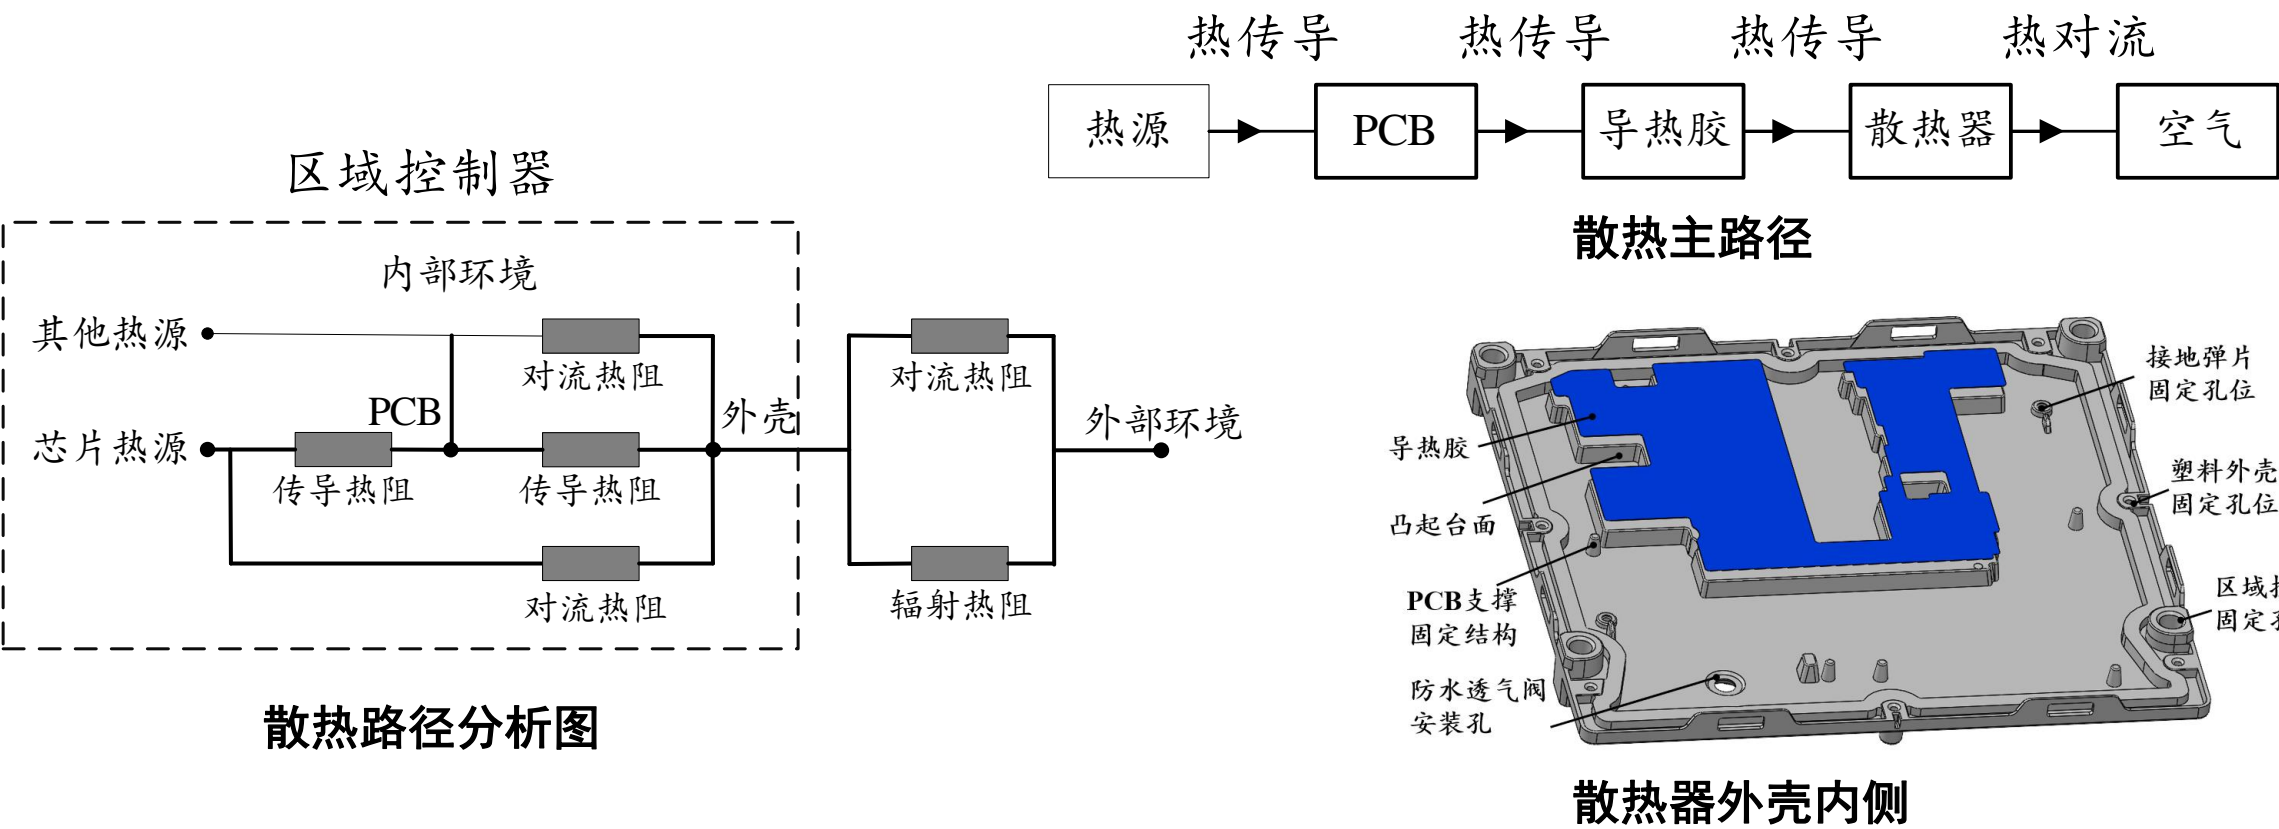 热传导 热传导 热传导 热对流
热源 PCB 导热胶 散热器 空气
散热主路径
区域控制器
内部环境
其他热源
对流热阻
PCB
外壳
芯片热源
传导热阻
传导热阻
对流热阻
对流热阻
外部环境
辐射热阻
散热路径分析图
接地弹片
固定孔位
导热胶
塑料外壳
固定孔位
凸起台面
PCB支撑
固定结构
区域
固定
防水透气阀
安装孔
散热器外壳内侧